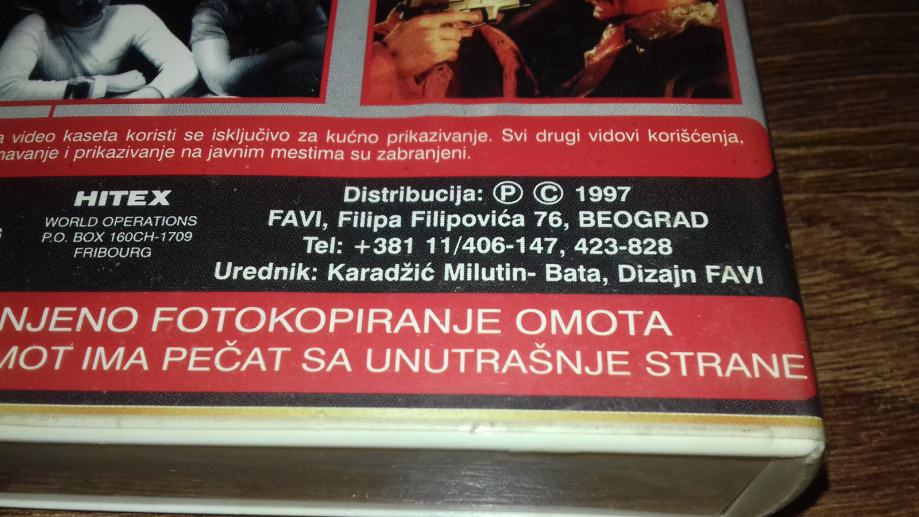 video kaseta koristi se isključivo za kućno prikazivanje. Svi drugi vidovi korišćenja,
i prikazivanje na javnim mestima su zabranjeni.
HITEX
WORLD OPERATIONS
P.O. BOX 160CH-1709
FRIBOURG
Distribucija: Ⓟ © 1997
FAVI, Filipa Filipovića 76, BEOGRAD
Tel: +381 11/406-147, 423-828
Urednik: Karadžić Milutin- Bata, Dizajn FAVI
NJENO FOTOKOPIRANJE OMOTA
MOT IMA PEČAT SA UNUTRAŠNJE STRANE